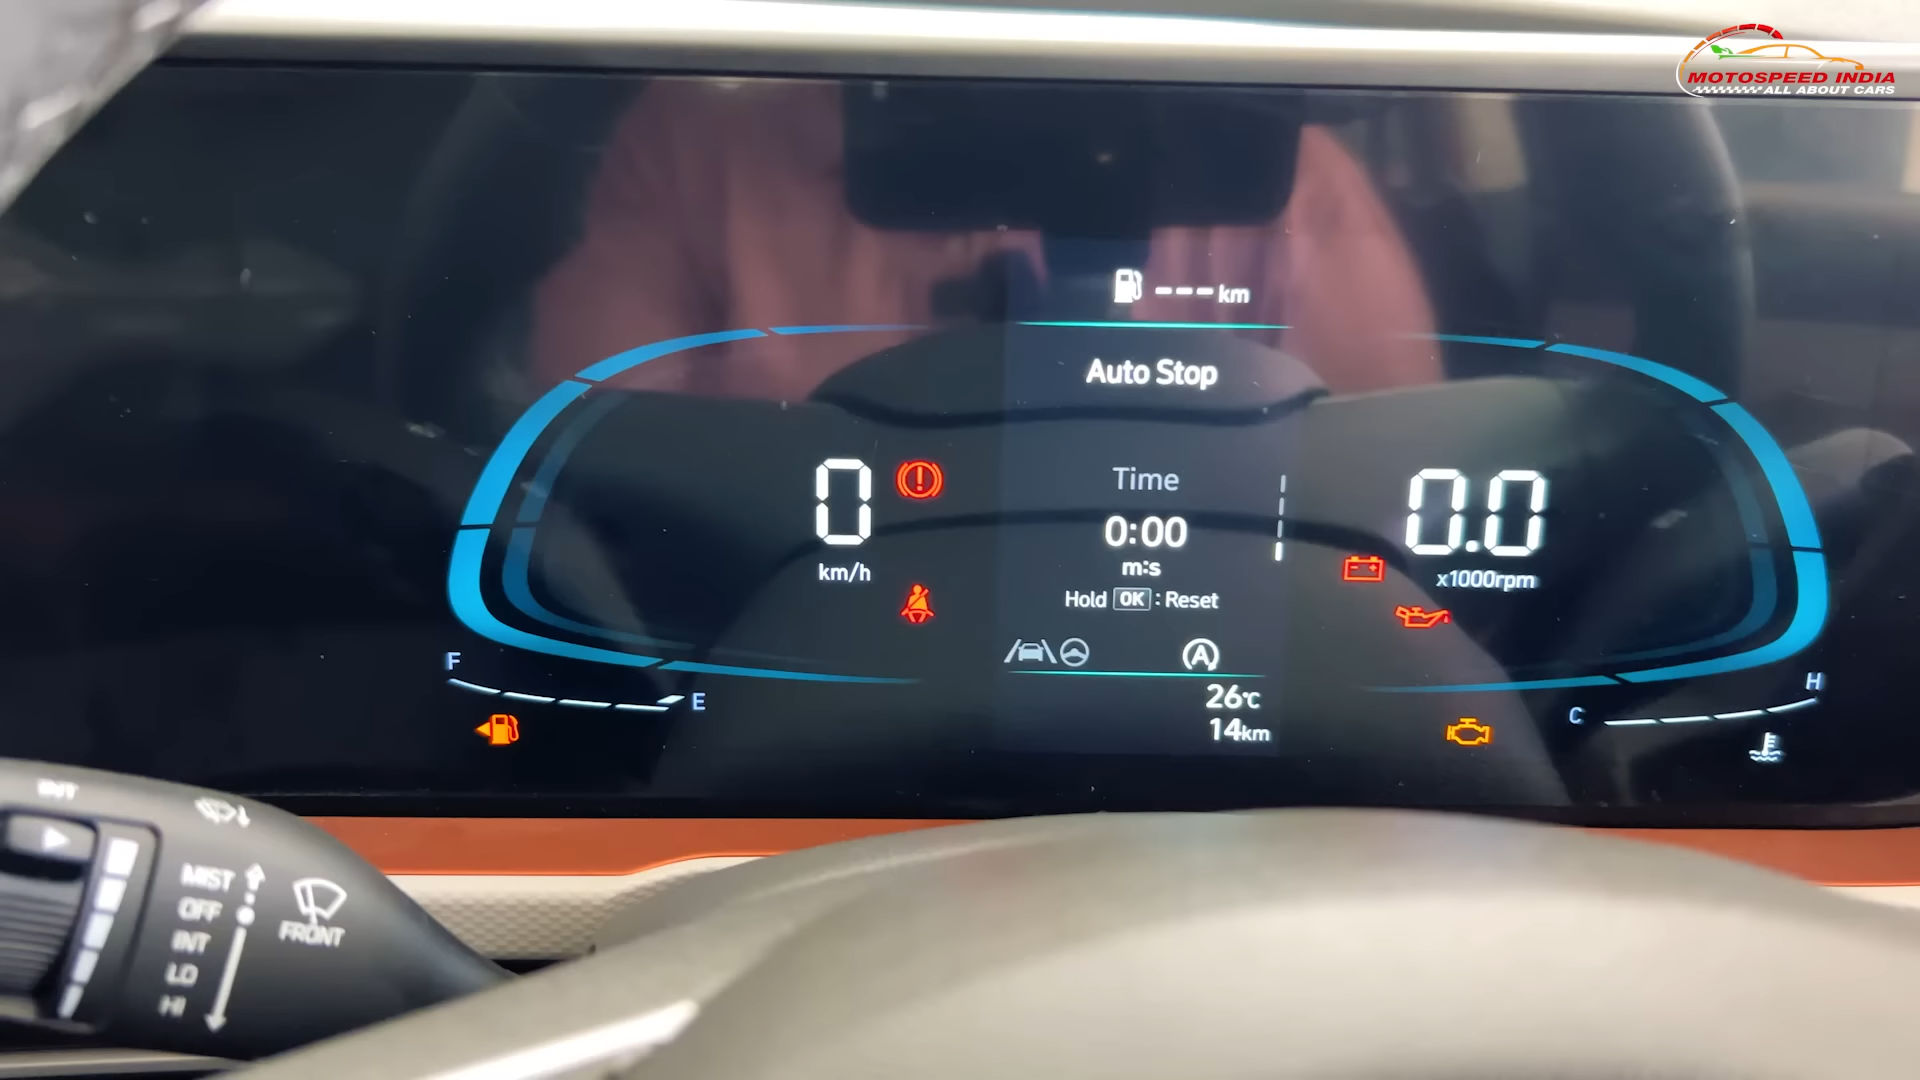 MOTOSPEED INDIA
ALL ABOUT CARS
--- km
Auto Stop
Time
0:00
m:s
Hold OK : Reset
0
km/h
0.0
x1000rpm
A
F
E
26°C
14km
C
H
INT
MIST
OFF
INT
LO
HI
FRONT